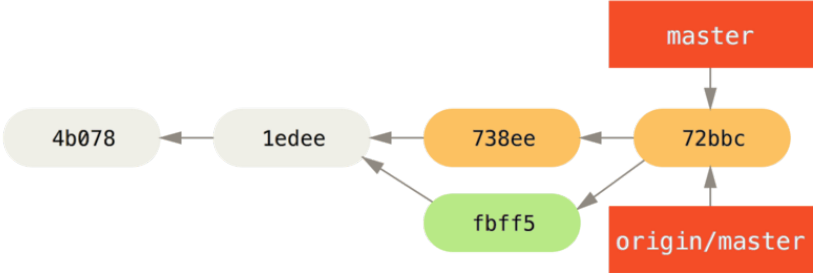 master
4b078
1edee
738ee
72bbc
fbff5
origin/master